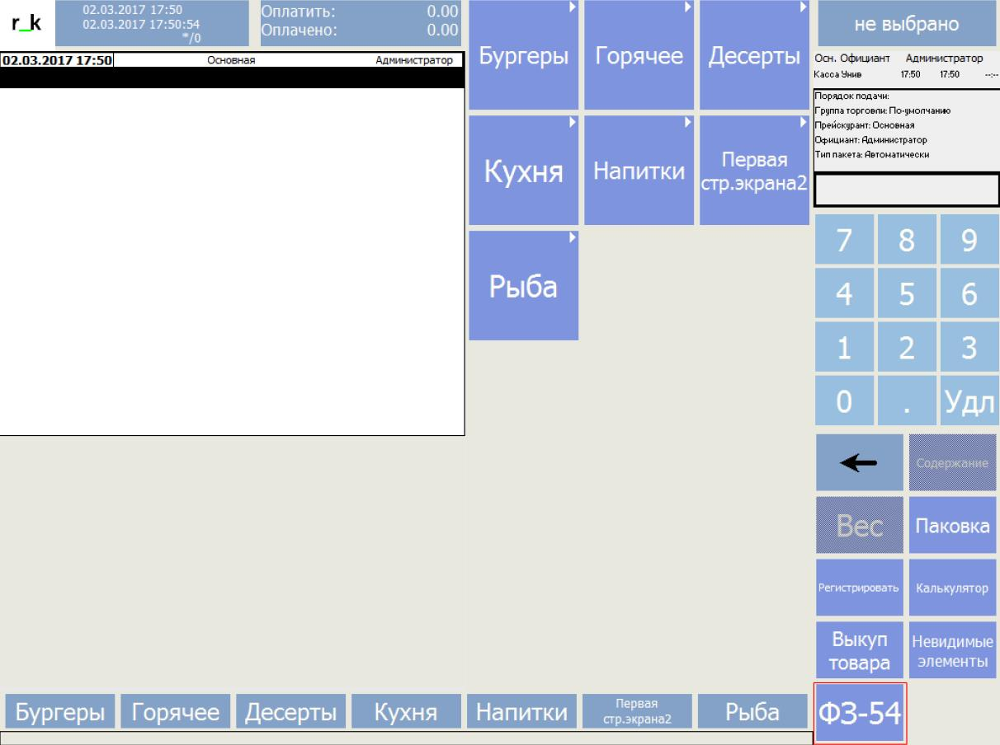 r_k
02.03.2017 17:50
02.03.2017 17:50:54
*/0
Оплатить: 0.00
Оплачено: 0.00
02.03.2017 17:50 Основная Администратор
Бургеры Горячее Десерты
Кухня Напитки Первая
стр.экрана2
Рыба
не выбрано
Осн. Официант Администратор
Касса Унив 17:50 17:50 --:--
Порядок подачи:
Группа торговли: По-умолчанию
Прейскурант: Основная
Официант: Администратор
Тип пакета: Автоматически
7 8 9
4 5 6
1 2 3
0 . Удл
Содержание
Вес Паковка
Регистрировать Калькулятор
Выкуп
товара
Невидимые
элементы
ФЗ-54
Бургеры Горячее Десерты Кухня Напитки Первая
стр.экрана2
Рыба